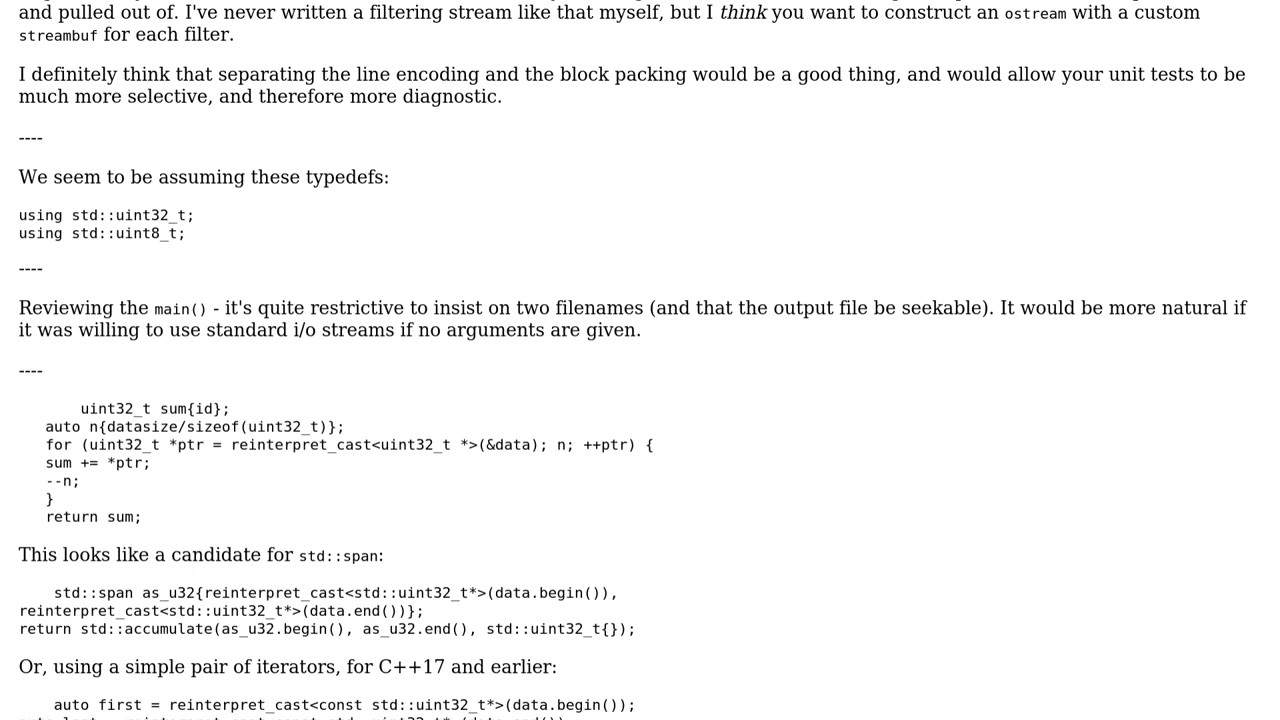 and pulled out of. I've never written a filtering stream like that myself, but I think you want to construct an ostream with a custom
streambuf for each filter.
I definitely think that separating the line encoding and the block packing would be a good thing, and would allow your unit tests to be
much more selective, and therefore more diagnostic.
----
We seem to be assuming these typedefs:
using std::uint32_t;
using std::uint8_t;
----
Reviewing the main() - it's quite restrictive to insist on two filenames (and that the output file be seekable). It would be more natural if
it was willing to use standard i/o streams if no arguments are given.
----
uint32_t sum{id};
auto n{datasize/sizeof(uint32_t)};
for (uint32_t *ptr = reinterpret_cast<uint32_t *>(&data); n; ++ptr) {
sum += *ptr;
--n;
}
return sum;
This looks like a candidate for std::span:
std::span as_u32{reinterpret_cast<std::uint32_t*>(data.begin()),
reinterpret_cast<std::uint32_t*>(data.end())};
return std::accumulate(as_u32.begin(), as_u32.end(), std::uint32_t{});
Or, using a simple pair of iterators, for C++17 and earlier:
auto first = reinterpret_cast<const std::uint32_t*>(data.begin());